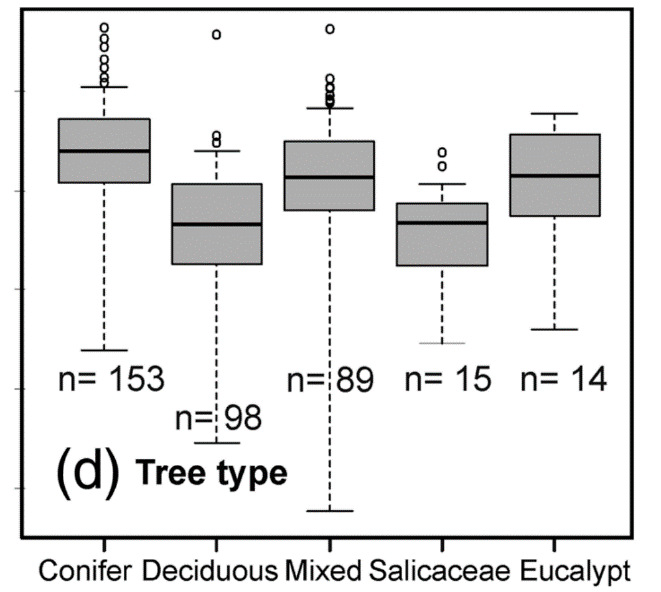 n= 153
n= 98
n= 89
n= 15
n= 14
(d) Tree type
Conifer Deciduous Mixed Salicaceae Eucalypt